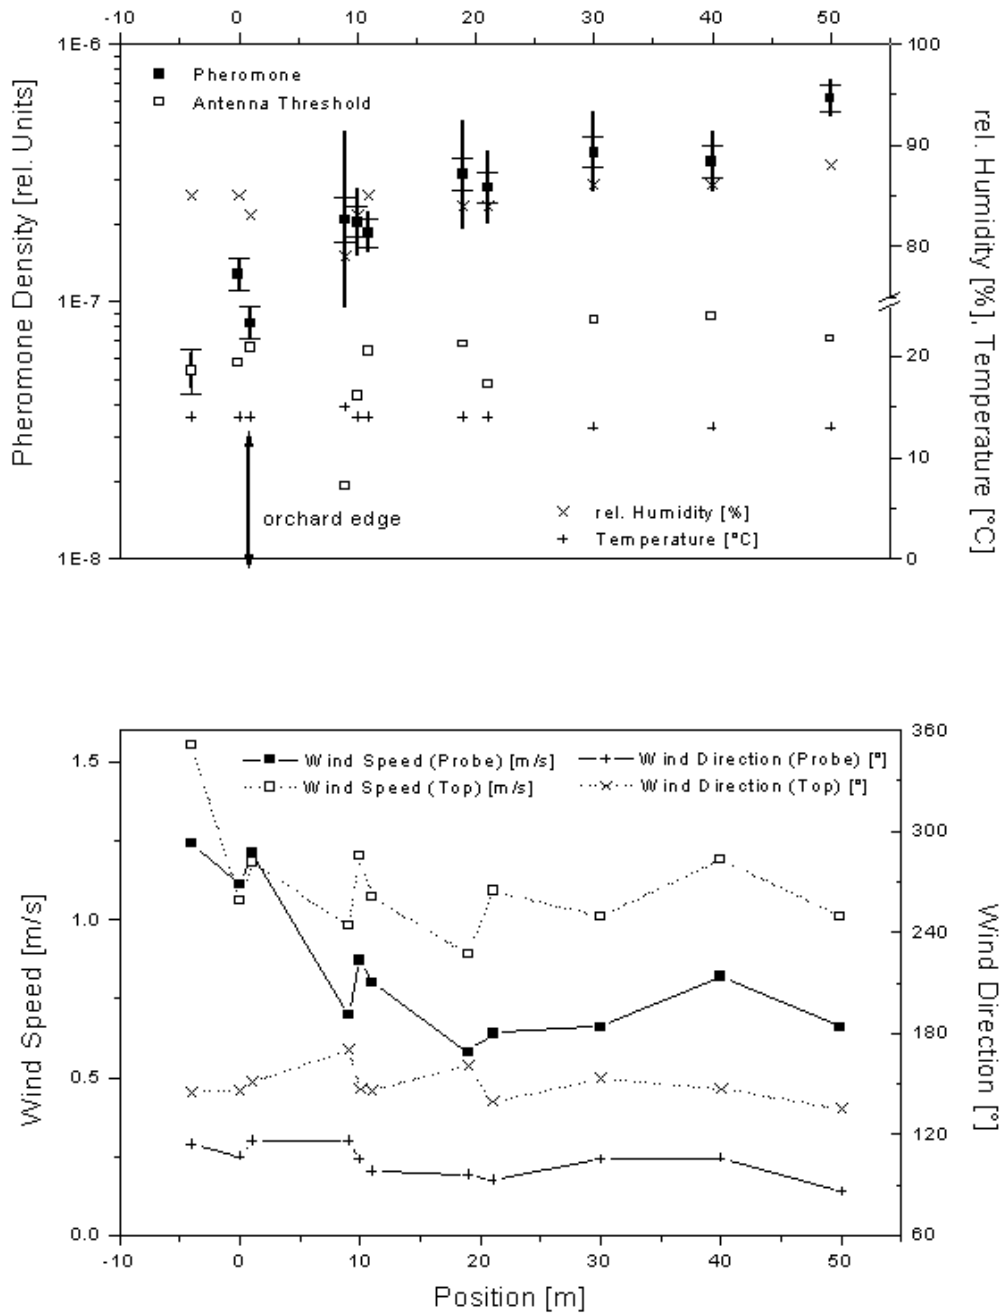 -10 0 10 20 30 40 50
1E-6 100
Pheromone
Antenna Threshold
90
80
1E-7
20
10
orchard edge
rel. Humidity [%]
Temperature [°C]
1E-8 0
Pheromone Density [rel. Units]
rel. Humidity [%], Temperature [°C]
360
1.5
Wind Speed (Probe) [m/s] Wind Direction (Probe) [°]
Wind Speed (Top) [m/s] Wind Direction (Top) [°]
300
1.0
240
180
0.5
120
0.0 60
-10 0 10 20 30 40 50
Wind Speed [m/s]
Wind Direction [°]
Position [m]